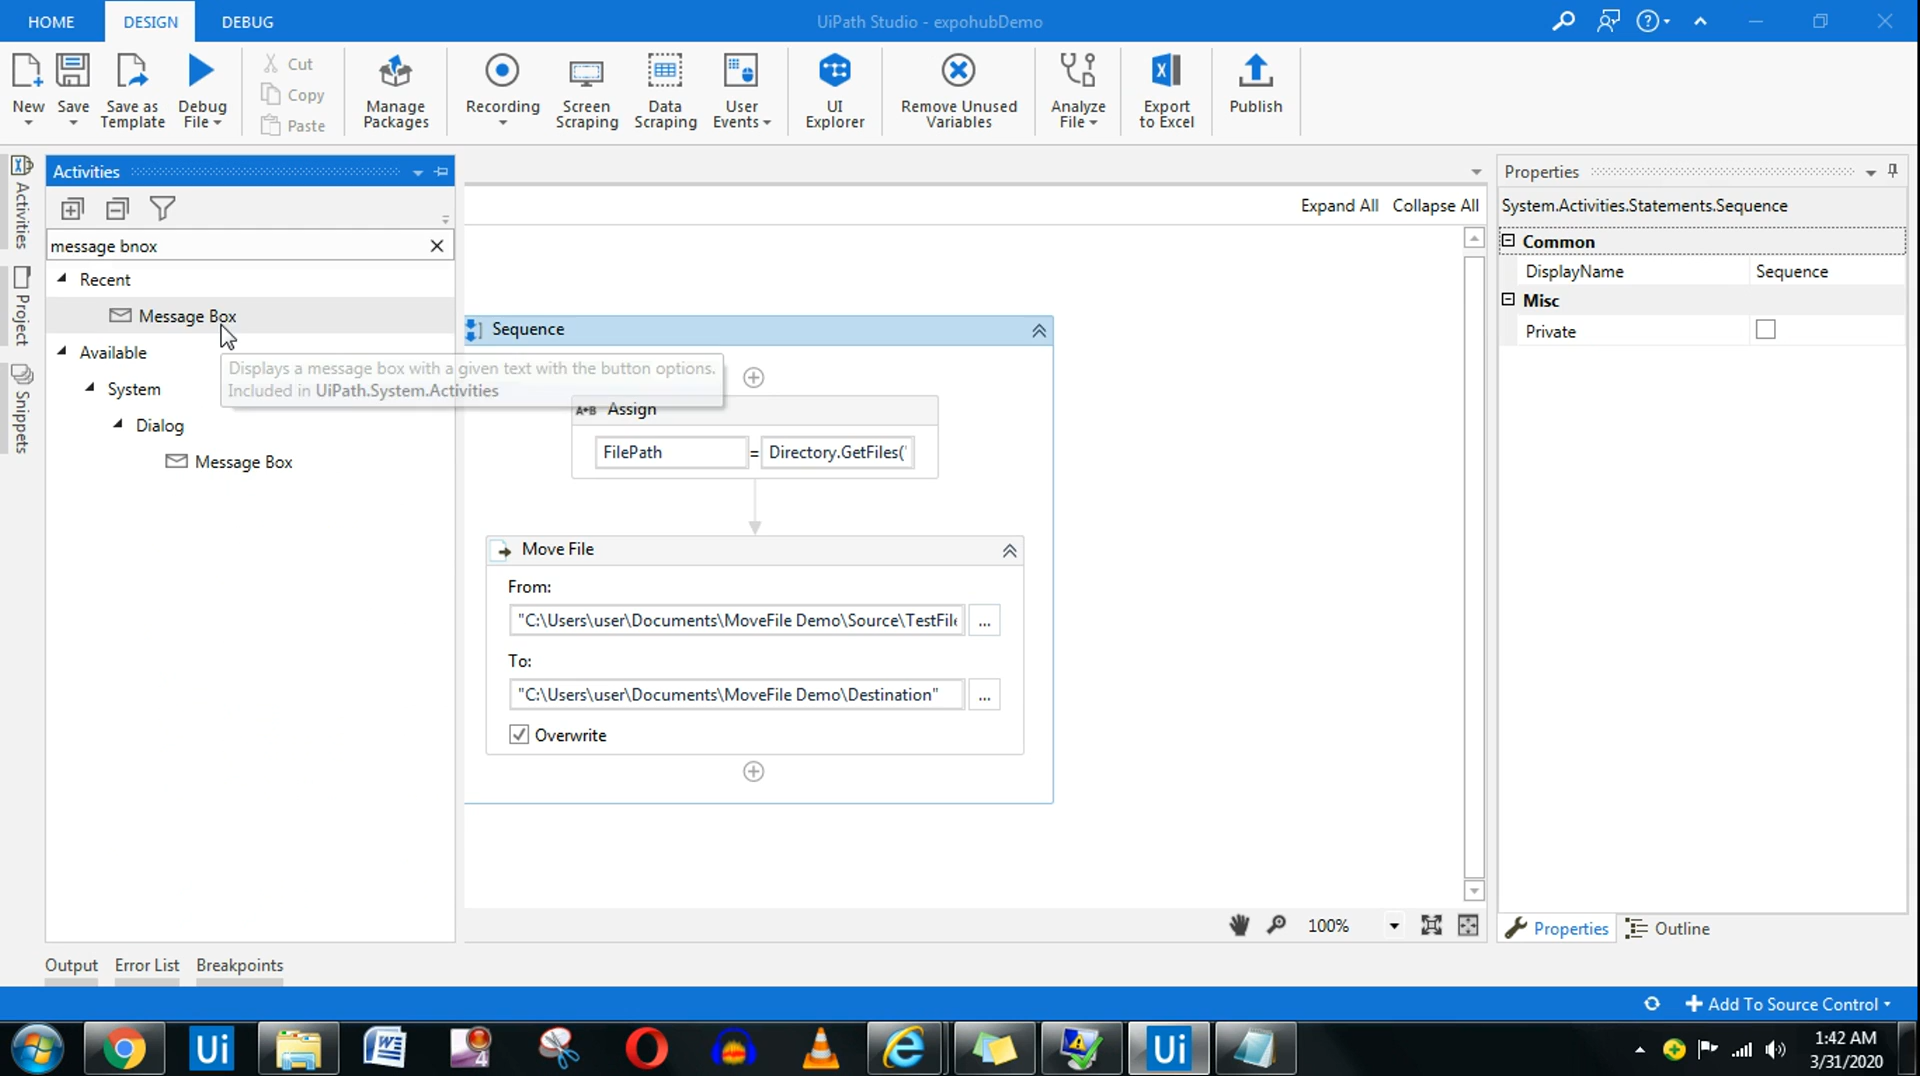 HOME DESIGN DEBUG UiPath Studio - expohubDemo
New Save Save as Template Debug File Cut Copy Paste Manage Packages Recording Screen Scraping Data Scraping User Events UI Explorer Remove Unused Variables Analyze File Export to Excel Publish
Activities
Project
Snippets
Activities
message bnox
Recent
Message Box
Available
System
Dialog
Message Box
Displays a message box with a given text with the button options.
Included in UiPath.System.Activities
Expand All Collapse All
Sequence
A+B Assign
FilePath = Directory.GetFiles('
Move File
From:
"C:\Users\user\Documents\MoveFile Demo\Source\TestFile
...
To:
"C:\Users\user\Documents\MoveFile Demo\Destination"
...
Overwrite
100%
Properties
System.Activities.Statements.Sequence
Common
DisplayName Sequence
Misc
Private
Properties Outline
Output Error List Breakpoints
Add To Source Control
Ui
4
Ui
1:42 AM
3/31/2020